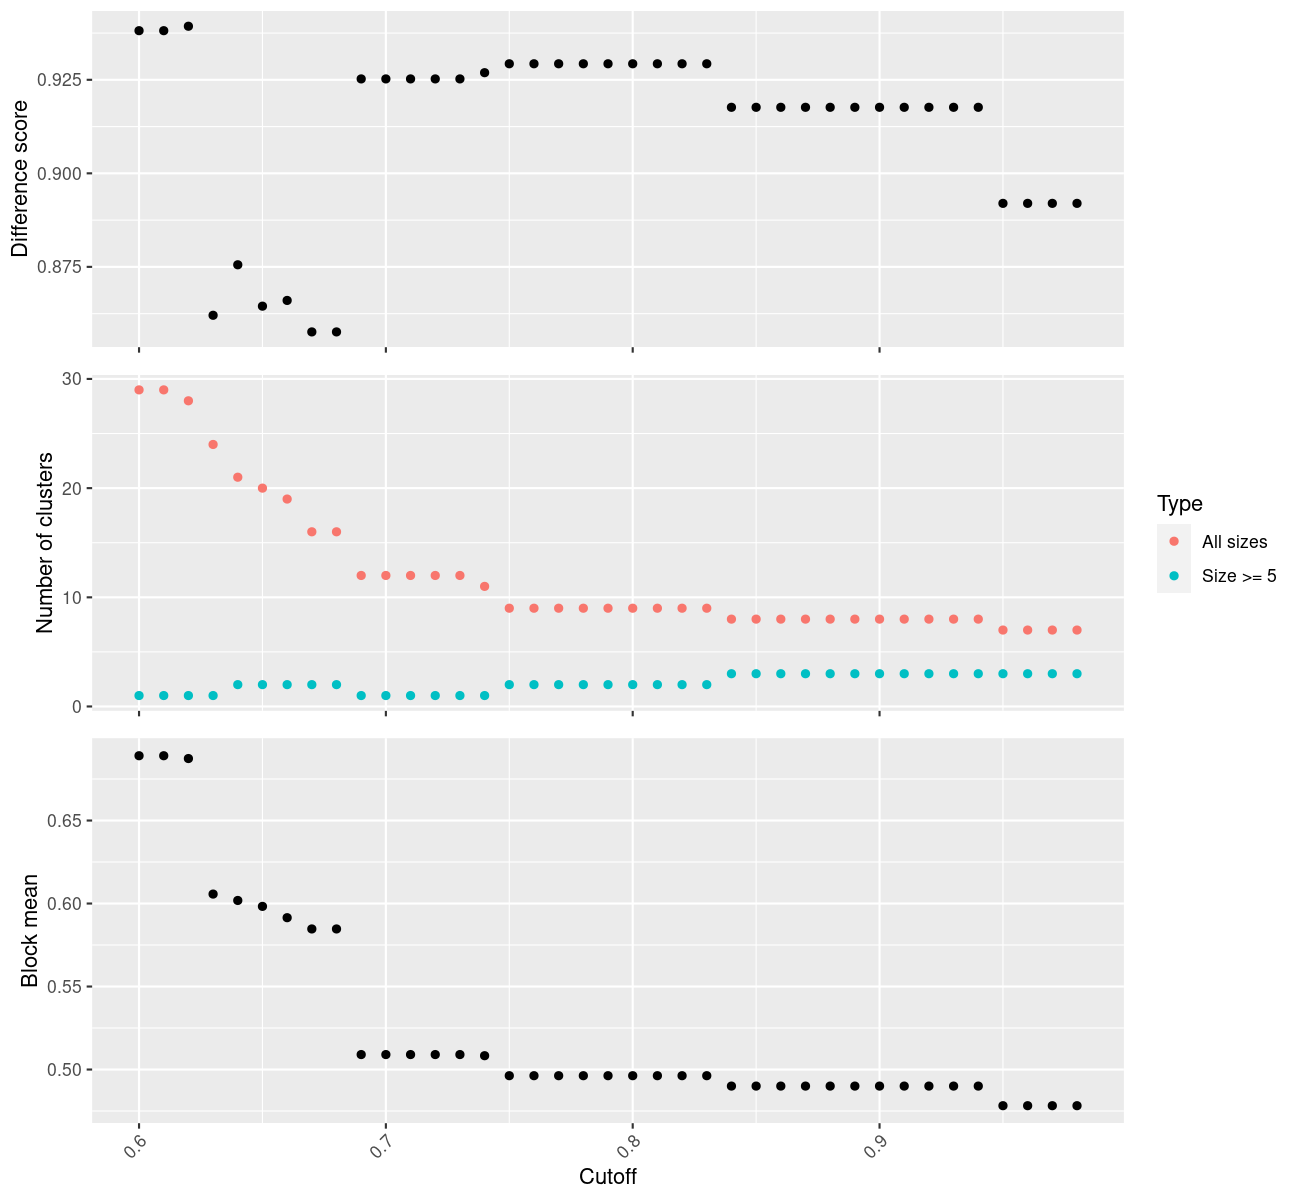 Difference score
0.925
0.900
0.875
Number of clusters
30
20
10
0
Type
All sizes
Size >= 5
Block mean
0.65
0.60
0.55
0.50
0.6
0.7
0.8
0.9
Cutoff